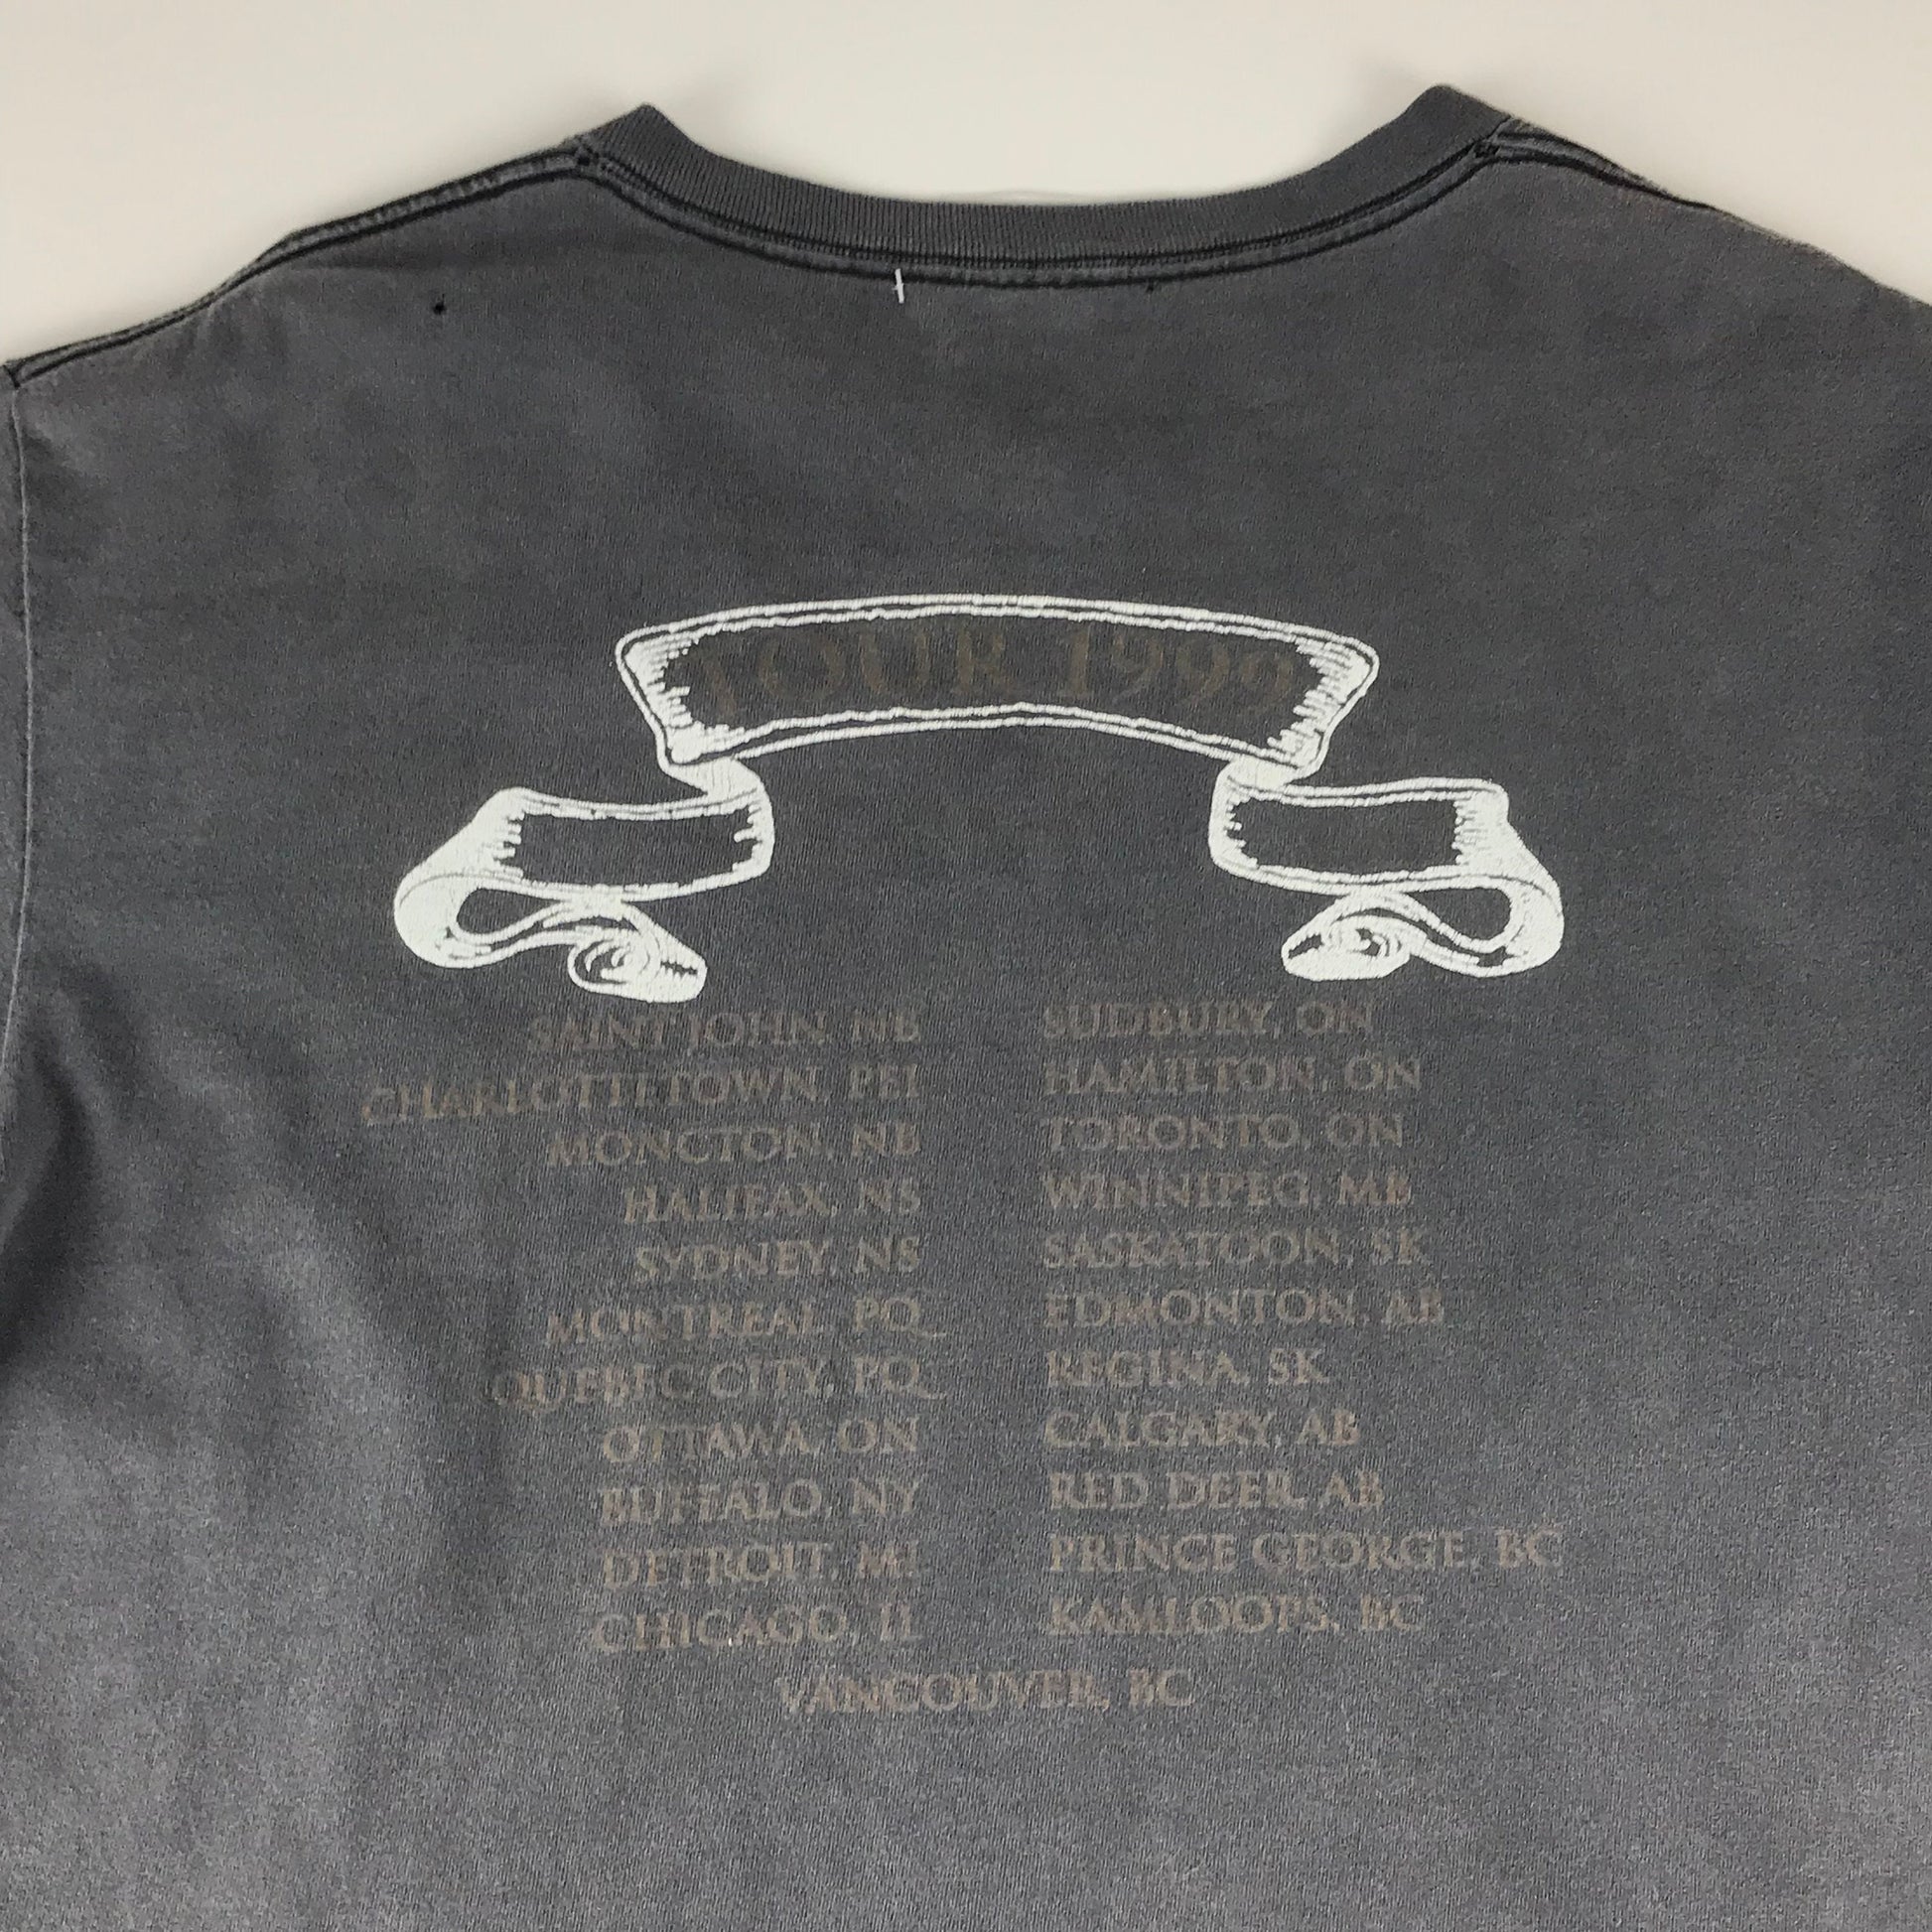 TOUR 1999
SAINT JOHN, NB
CHARLOTTETOWN, PEI
MONCTON, NB
HALIFAX, NS
SYDNEY, NS
MONTREAL, PQ
QUEBEC CITY, PQ
OTTAWA, ON
BUFFALO, NY
DETROIT, MI
CHICAGO, IL
SUDBURY, ON
HAMILTON, ON
TORONTO, ON
WINNIPEG, MB
SASKATOON, SK
EDMONTON, AB
REGINA, SK
CALGARY, AB
RED DEER, AB
PRINCE GEORGE, BC
KAMLOOPS, BC
VANCOUVER, BC